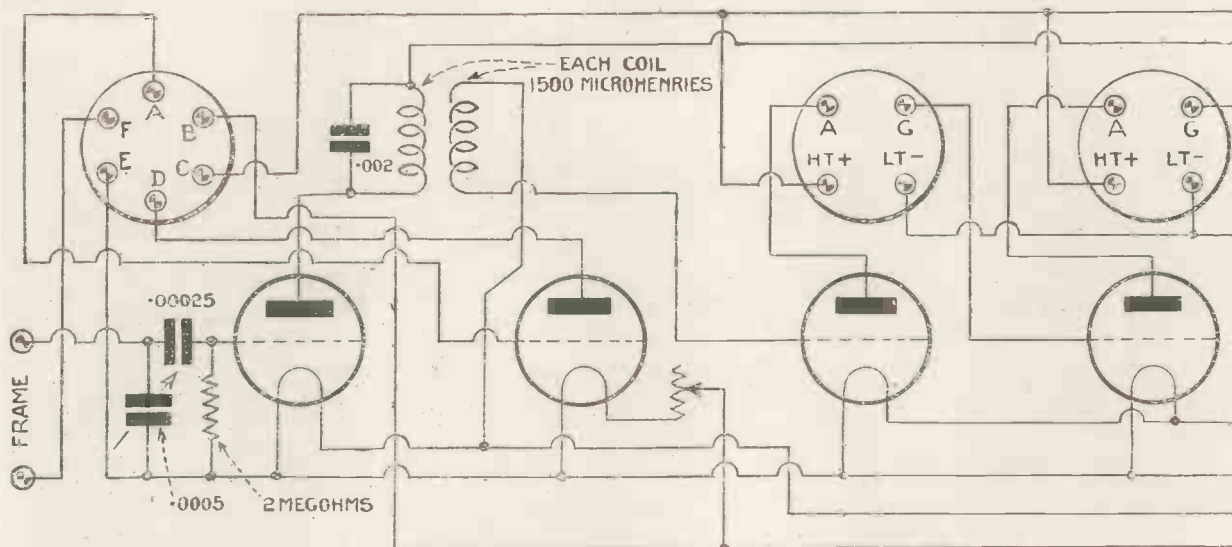 EACH COIL
1500 MICROHENRIES
A
F
B
E
C
D
.002
A
G
HT+
LT-
A
G
HT+
LT-
.00025
FRAME
.0005
2 MEGOHMS